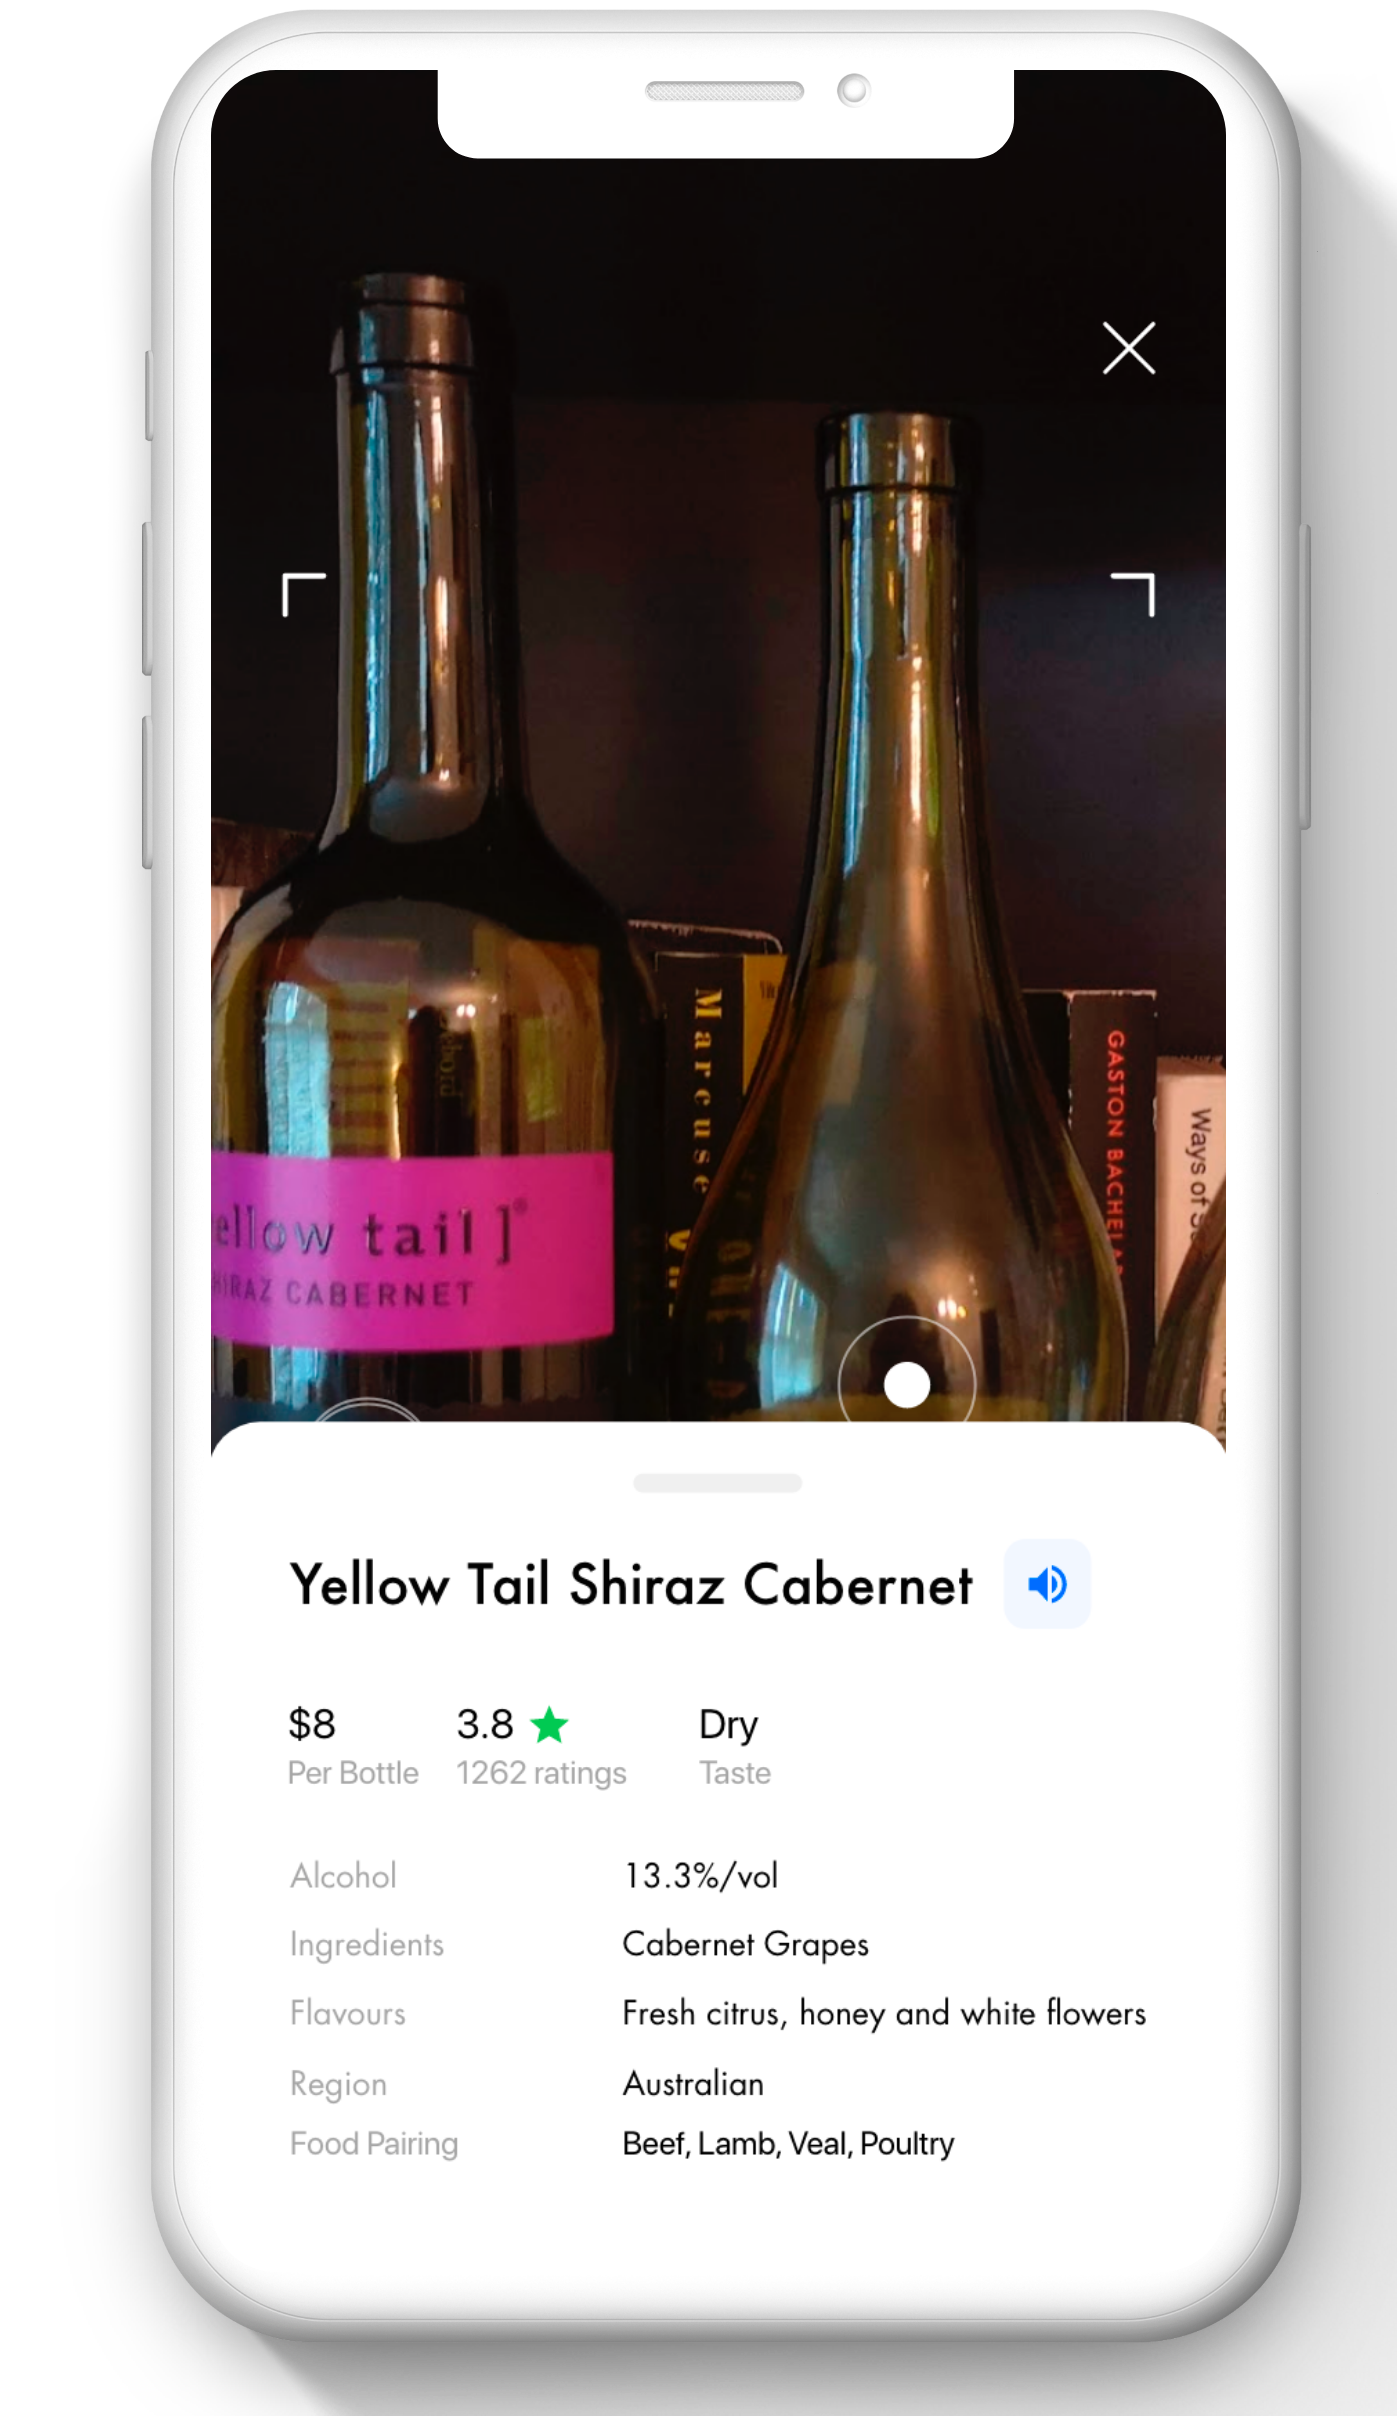 Marcuse
GASTON BACHELA
Ways of
ellow tail]®
HIRAZ CABERNET
Yellow Tail Shiraz Cabernet
$8
Per Bottle
3.8
1262 ratings
Dry
Taste
Alcohol
13.3%/vol
Ingredients
Cabernet Grapes
Flavours
Fresh citrus, honey and white flowers
Region
Australian
Food Pairing
Beef, Lamb, Veal, Poultry